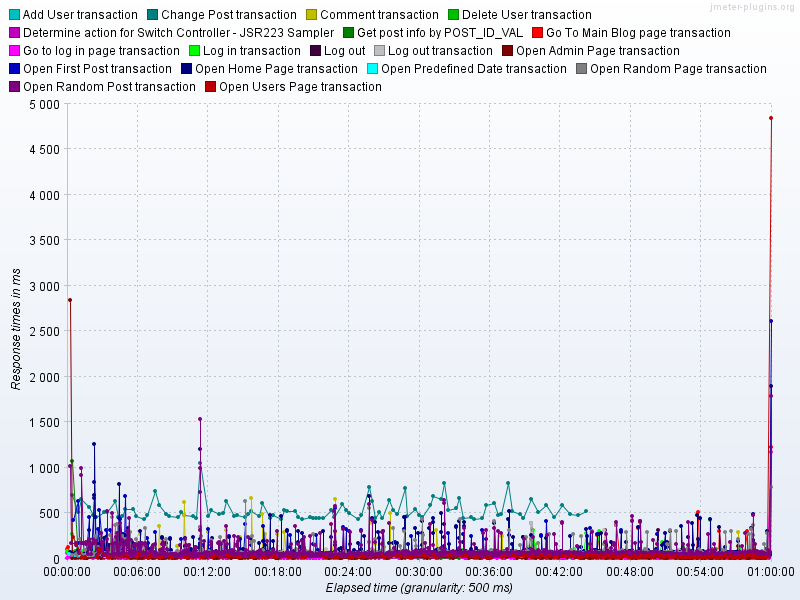 jmeter-plugins.org
Add User transaction Change Post transaction Comment transaction Delete User transaction
Determine action for Switch Controller - JSR223 Sampler Get post info by POST_ID_VAL Go To Main Blog page transaction
Go to log in page transaction Log in transaction Log out Log out transaction Open Admin Page transaction
Open First Post transaction Open Home Page transaction Open Predefined Date transaction Open Random Page transaction
Open Random Post transaction Open Users Page transaction
5 000
4 500
4 000
3 500
3 000
2 500
2 000
1 500
1 000
500
0
Response times in ms
00:00:00 00:06:00 00:12:00 00:18:00 00:24:00 00:30:00 00:36:00 00:42:00 00:48:00 00:54:00 01:00:00
Elapsed time (granularity: 500 ms)